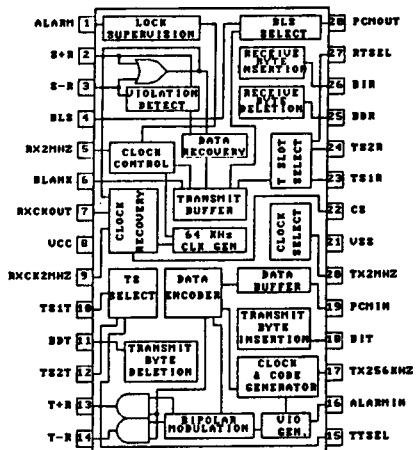 ALARM 1 LOCK SUPERVISION BLS SELECT 28 PCMOUT
S+R 2 27 RTSEL
RECEIVE BYTE INSERTION 26 BIR
S-R 3 VIOLATION DETECT RECEIVE BYTE DELETION 25 BDR
BLS 4 DATA RECOVERY
RX2MHZ 5 CLOCK CONTROL T SLOT SELECT 24 TS2R
BLANK 6 23 TS1R
RXCKOUT 7 CLOCK RECOVERY TRANSMIT BUFFER 22 CS
VCC 8 64 KHz CLK GEN CLOCK SELECT 21 VSS
RXCK2MHZ 9 20 TX2MHZ
TS SELECT DATA ENCODER DATA BUFFER 19 PCMIN
TS1T 10 TRANSMIT BYTE INSERTION 18 BIT
BDT 11 TRANSMIT BYTE DELETION
TS2T 12 CLOCK & CODE GENERATOR 17 TX256KHZ
T+R 13 16 ALARMIN
T-R 14 BIPOLAR MODULATION VIO GEN. 15 TTSEL